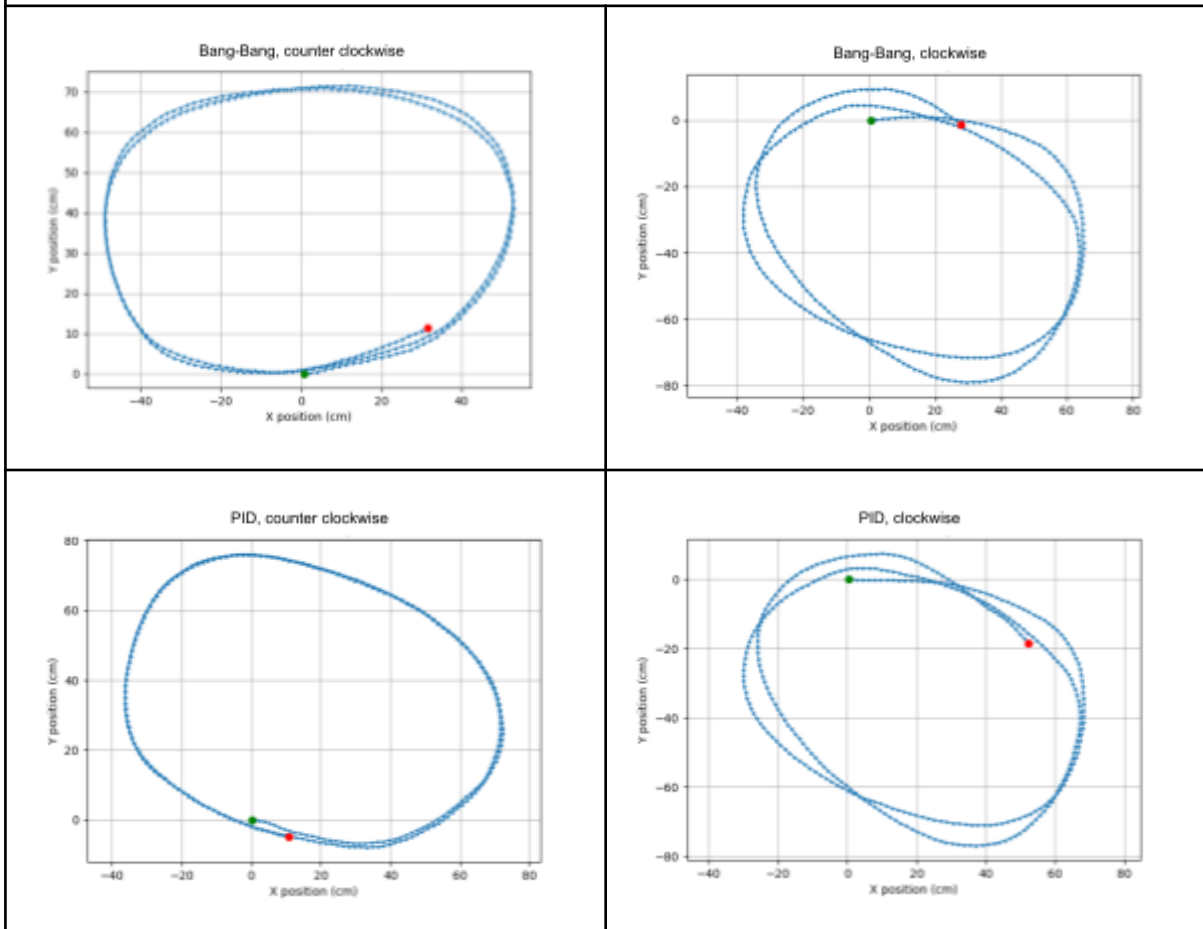 Bang-Bang, counter clockwise
70
60
50
40
30
20
10
0
−40 −20 0 20 40
X position (cm)
Y position (cm)
Bang-Bang, clockwise
0
−20
−40
−60
−80
−40 −20 0 20 40 60 80
X position (cm)
Y position (cm)
PID, counter clockwise
80
60
40
20
0
−40 −20 0 20 40 60 80
X position (cm)
Y position (cm)
PID, clockwise
0
−20
−40
−60
−80
−40 −20 0 20 40 60 80
X position (cm)
Y position (cm)